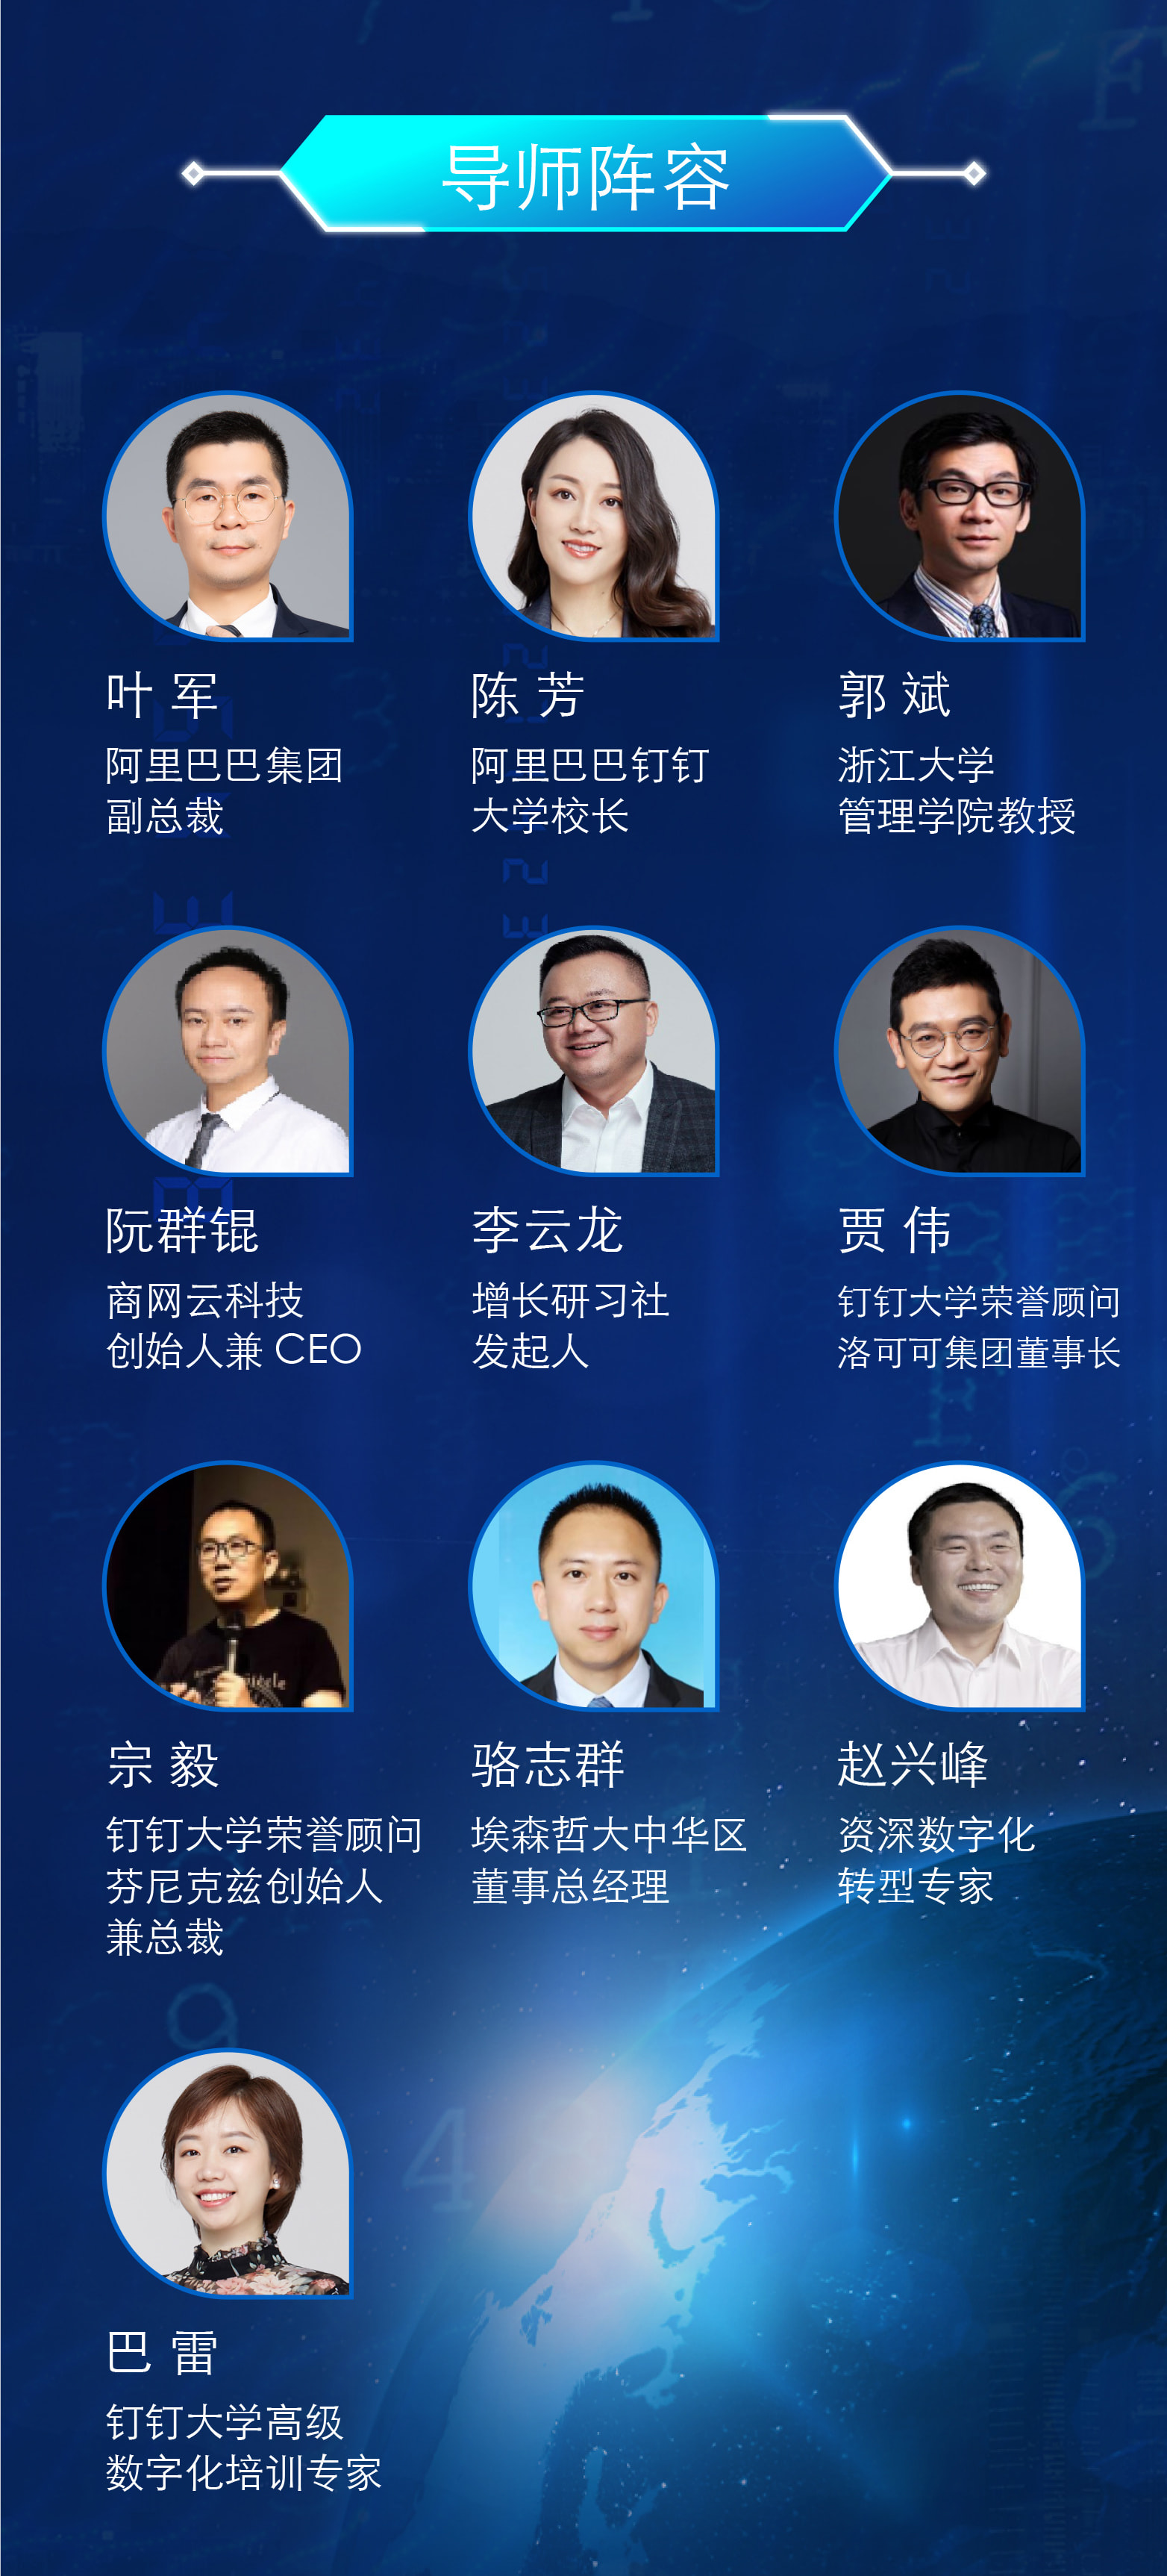 导师阵容
叶 军
阿里巴巴集团
副总裁
陈 芳
阿里巴巴钉钉
大学校长
郭 斌
浙江大学
管理学院教授
阮群锟
商网云科技
创始人兼 CEO
李云龙
增长研习社
发起人
贾 伟
钉钉大学荣誉顾问
洛可可集团董事长
宗 毅
钉钉大学荣誉顾问
芬尼克兹创始人
兼总裁
骆志群
埃森哲大中华区
董事总经理
赵兴峰
资深数字化
转型专家
巴 雷
钉钉大学高级
数字化培训专家